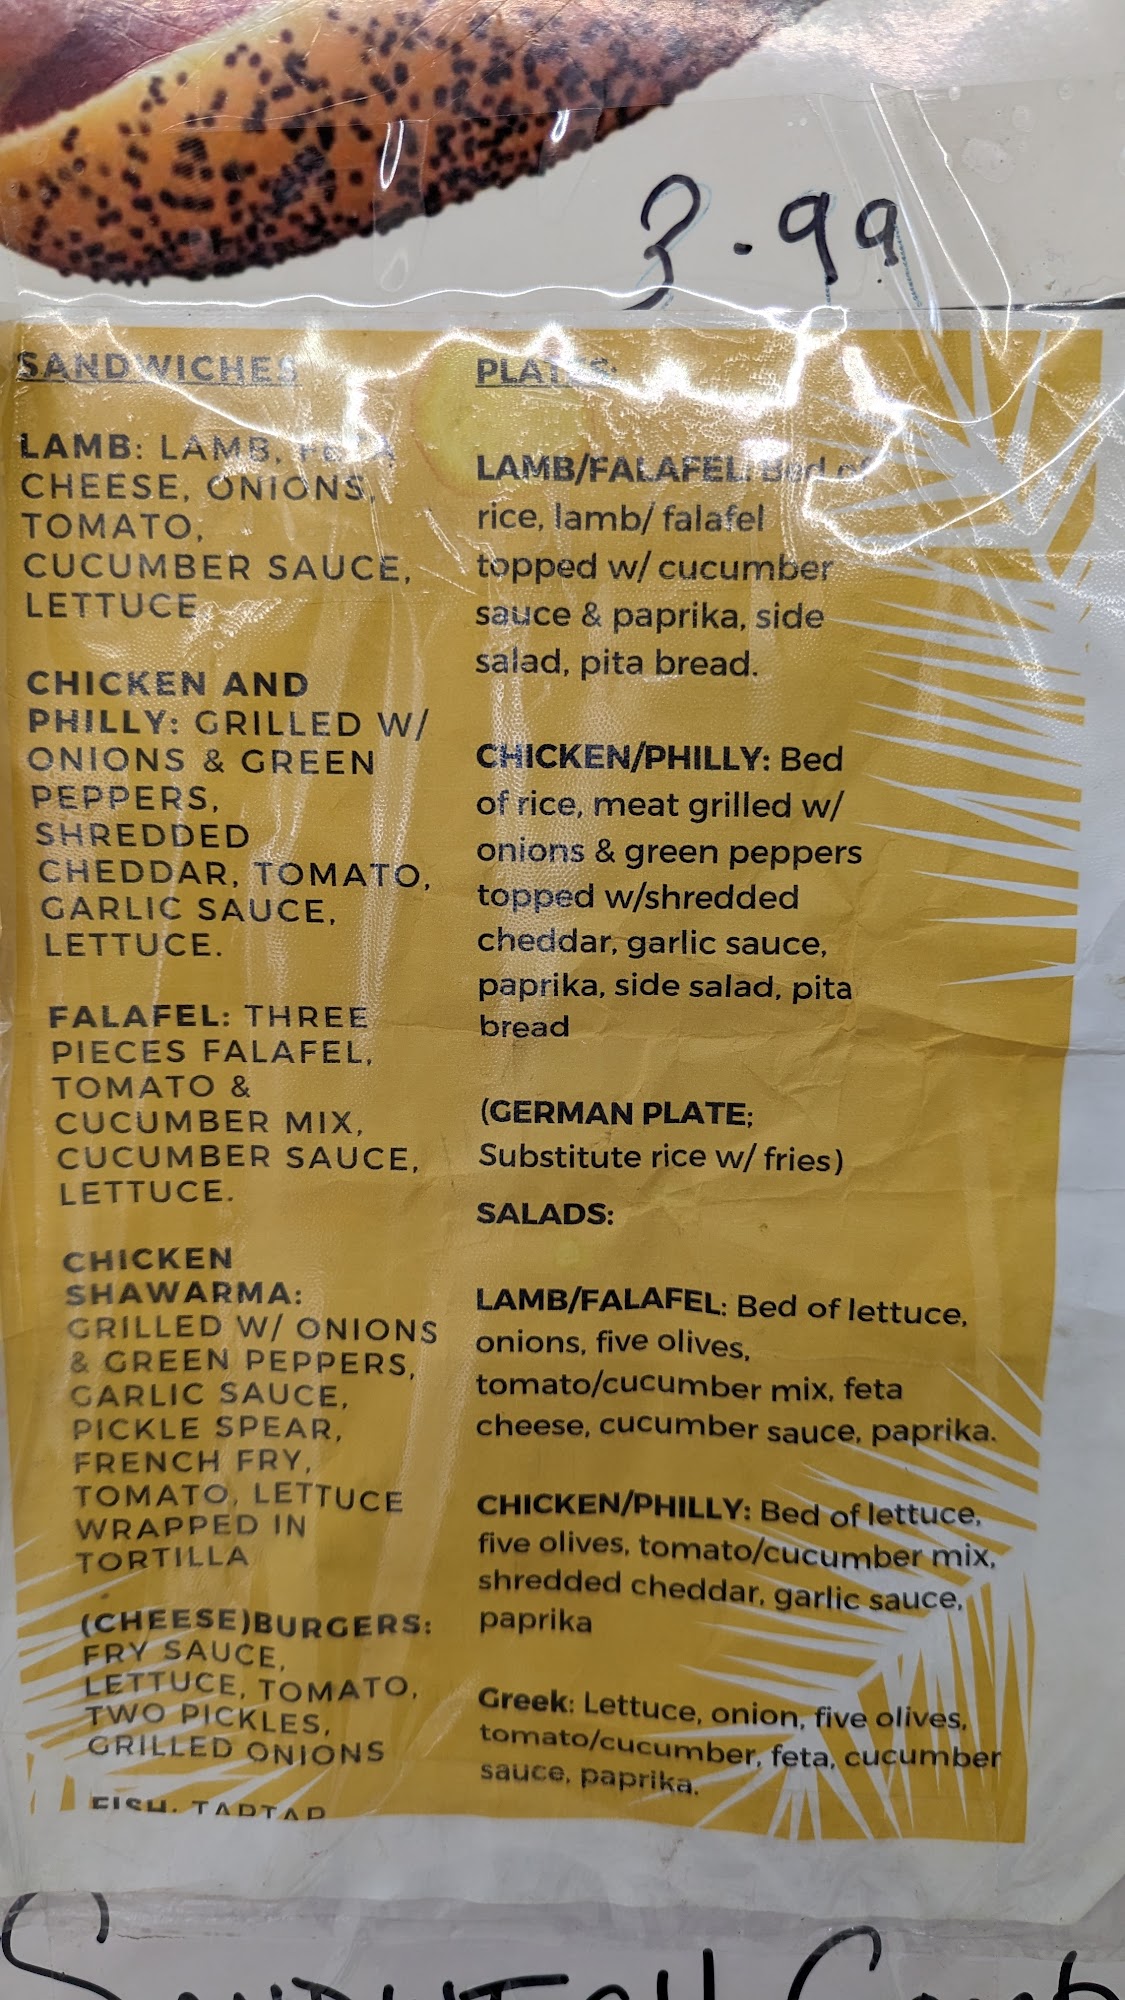 3.99
SANDWICHES
LAMB: LAMB, FETA
CHEESE, ONIONS,
TOMATO,
CUCUMBER SAUCE,
LETTUCE
CHICKEN AND
PHILLY: GRILLED W/
ONIONS & GREEN
PEPPERS,
SHREDDED
CHEDDAR, TOMATO,
GARLIC SAUCE,
LETTUCE.
FALAFEL: THREE
PIECES FALAFEL,
TOMATO &
CUCUMBER MIX,
CUCUMBER SAUCE,
LETTUCE.
CHICKEN
SHAWARMA:
GRILLED W/ ONIONS
& GREEN PEPPERS,
GARLIC SAUCE,
PICKLE SPEAR,
FRENCH FRY,
TOMATO, LETTUCE
WRAPPED IN
TORTILLA
(CHEESE)BURGERS:
FRY SAUCE,
LETTUCE, TOMATO,
TWO PICKLES,
GRILLED ONIONS
FISH: TARTAR
PLATES:
LAMB/FALAFEL: Bed of
rice, lamb/ falafel
topped w/ cucumber
sauce & paprika, side
salad, pita bread.
CHICKEN/PHILLY: Bed
of rice, meat grilled w/
onions & green peppers
topped w/shredded
cheddar, garlic sauce,
paprika, side salad, pita
bread
(GERMAN PLATE;
Substitute rice w/ fries)
SALADS:
LAMB/FALAFEL: Bed of lettuce,
onions, five olives,
tomato/cucumber mix, feta
cheese, cucumber sauce, paprika.
CHICKEN/PHILLY: Bed of lettuce,
five olives, tomato/cucumber mix,
shredded cheddar, garlic sauce,
paprika
Greek: Lettuce, onion, five olives,
tomato/cucumber, feta, cucumber
sauce, paprika.
SANDWICH